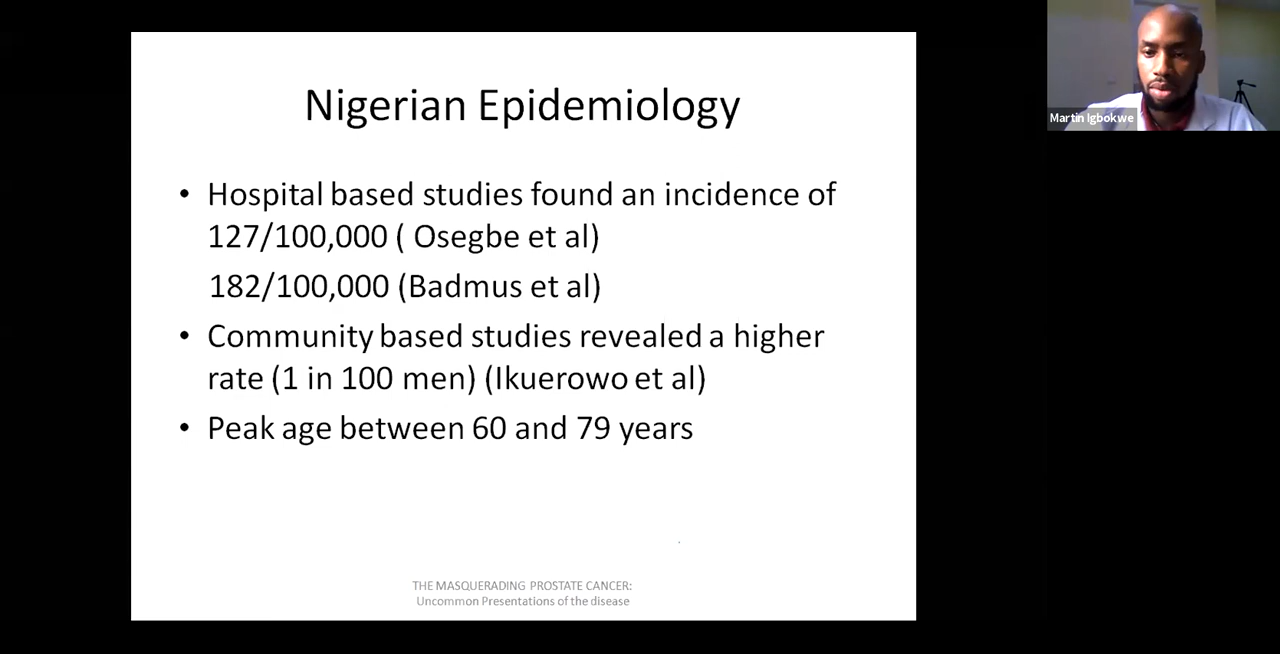 Nigerian Epidemiology
• Hospital based studies found an incidence of
127/100,000 ( Osegbe et al)
182/100,000 (Badmus et al)
• Community based studies revealed a higher
rate (1 in 100 men) (Ikuerowo et al)
• Peak age between 60 and 79 years
THE MASQUERADING PROSTATE CANCER:
Uncommon Presentations of the disease
Martin Igbokwe